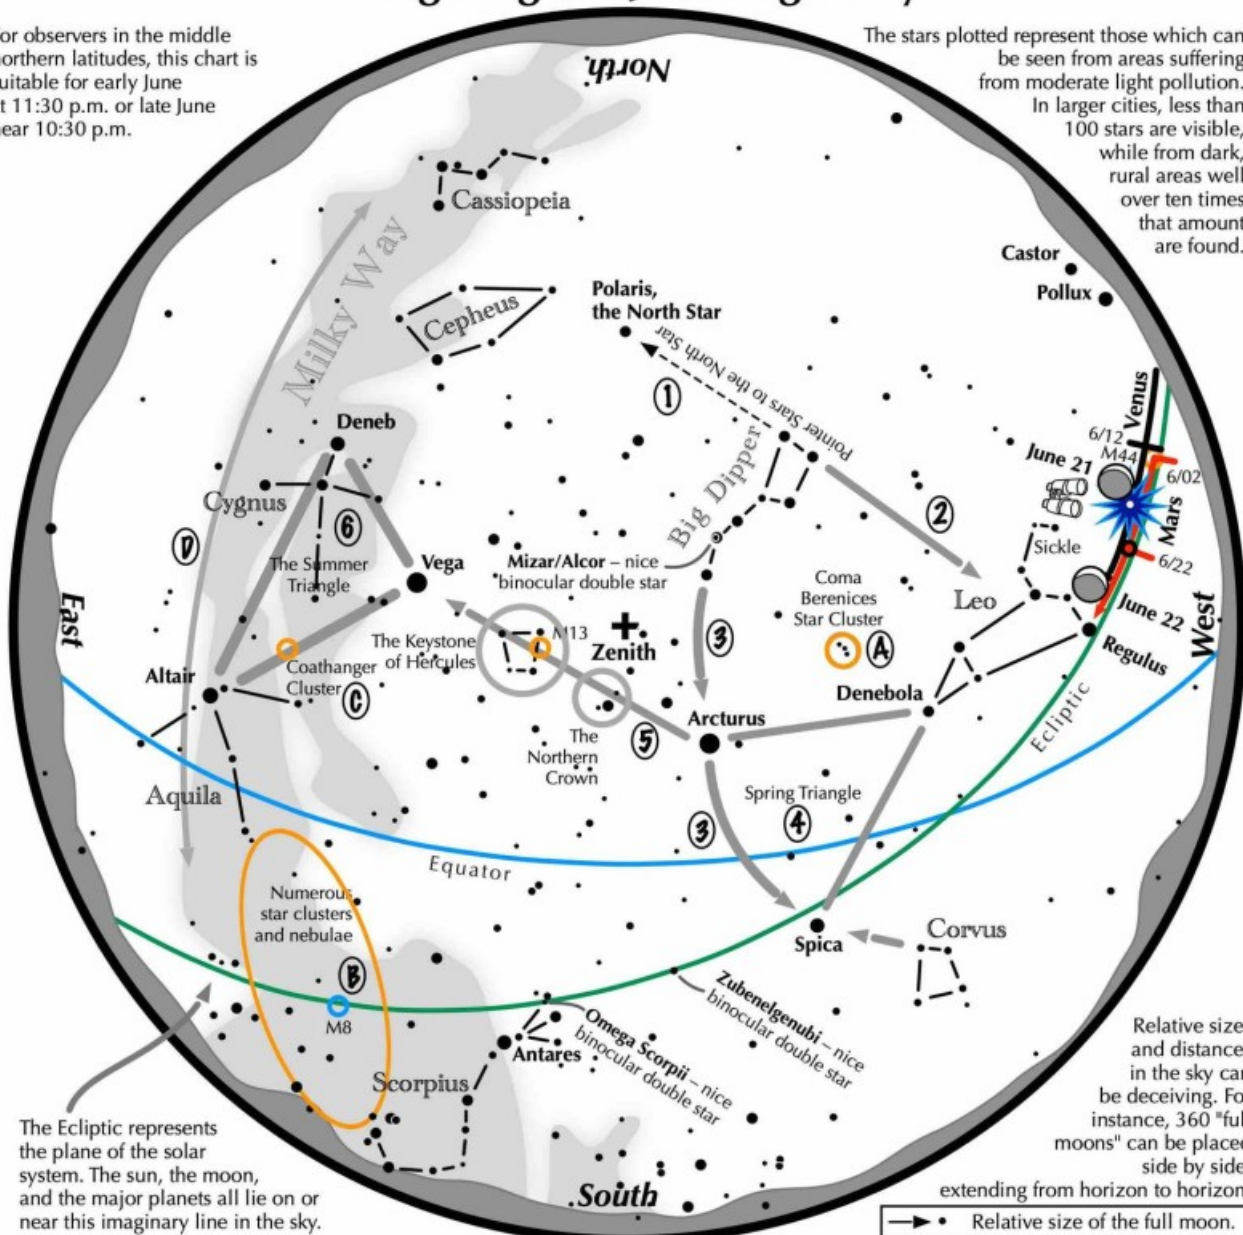 or observers in the middle
northern latitudes, this chart is
uitable for early June
t 11:30 p.m. or late June
near 10:30 p.m.
The stars plotted represent those which can
be seen from areas suffering
from moderate light pollution.
In larger cities, less than
100 stars are visible,
while from dark,
rural areas well
over ten times
that amount
are found.
North
Cassiopeia
Milky Way
Cepheus
Castor
Pollux
Polaris,
the North Star
Pointer Stars to the North Star
1
Deneb
Cygnus
6
The Summer
Triangle
Vega
D
East
Big Dipper
2
Mizar/Alcor – nice
binocular double star
Venus
6/12
M44
June 21
6/02
Mars
6/22
Sickle
June 22
Leo
West
Regulus
Coma
Berenices
Star Cluster
A
3
Zenith
M13
The Keystone
of Hercules
Coathanger
Cluster
C
Altair
Denebola
Arcturus
5
The
Northern
Crown
Ecliptic
Aquila
Spring Triangle
4
3
Equator
Numerous
star clusters
and nebulae
B
M8
Spica
Corvus
Zubenelgenubi – nice
binocular double star
Omega Scorpii – nice
binocular double star
Antares
Scorpius
South
The Ecliptic represents
the plane of the solar
system. The sun, the moon,
and the major planets all lie on or
near this imaginary line in the sky.
Relative size
and distance
in the sky can
be deceiving. Fo
instance, 360 "ful
moons" can be placed
side by side
extending from horizon to horizon
Relative size of the full moon.